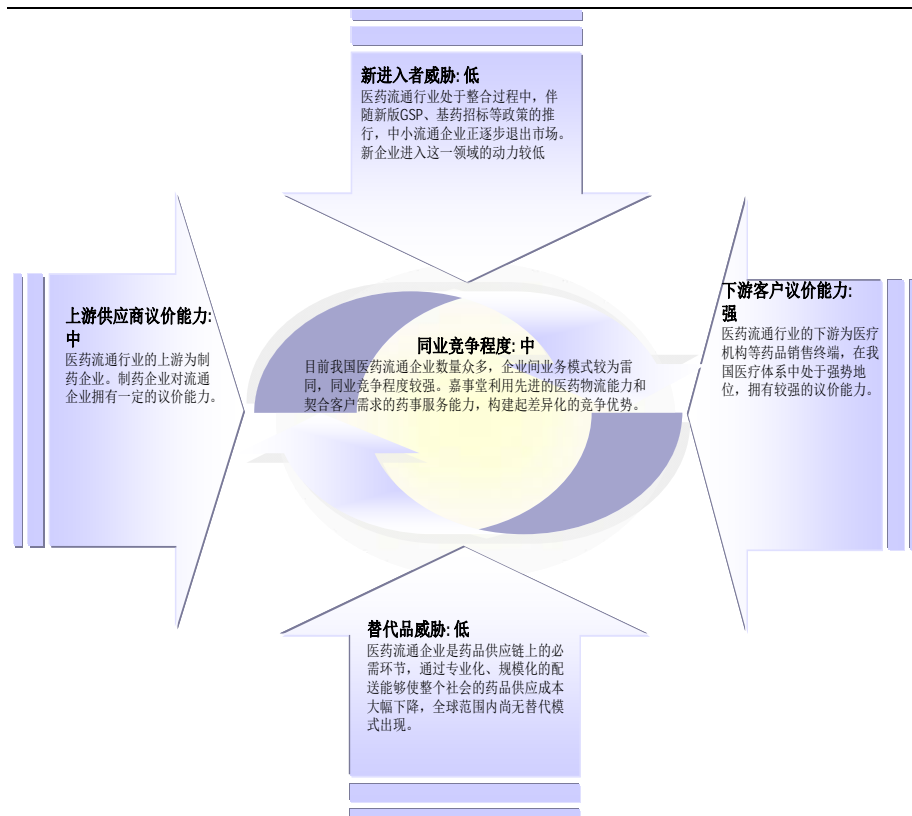 新进入者威胁: 低
医药流通行业处于整合过程中，伴
随新版GSP、基药招标等政策的推
行，中小流通企业正逐步退出市场。
新企业进入这一领域的动力较低
上游供应商议价能力:
中
医药流通行业的上游为制
药企业。制药企业对流通
企业拥有一定的议价能力。
同业竞争程度: 中
目前我国医药流通企业数量众多，企业间业务模式较为雷
同，同业竞争程度较强。嘉事堂利用先进的医药物流能力和
契合客户需求的药事服务能力，构建起差异化的竞争优势。
下游客户议价能力:
强
医药流通行业的下游为医疗
机构等药品销售终端，在我
国医疗体系中处于强势地
位，拥有较强的议价能力。
替代品威胁: 低
医药流通企业是药品供应链上的必
需环节，通过专业化、规模化的配
送能够使整个社会的药品供应成本
大幅下降，全球范围内尚无替代模
式出现。